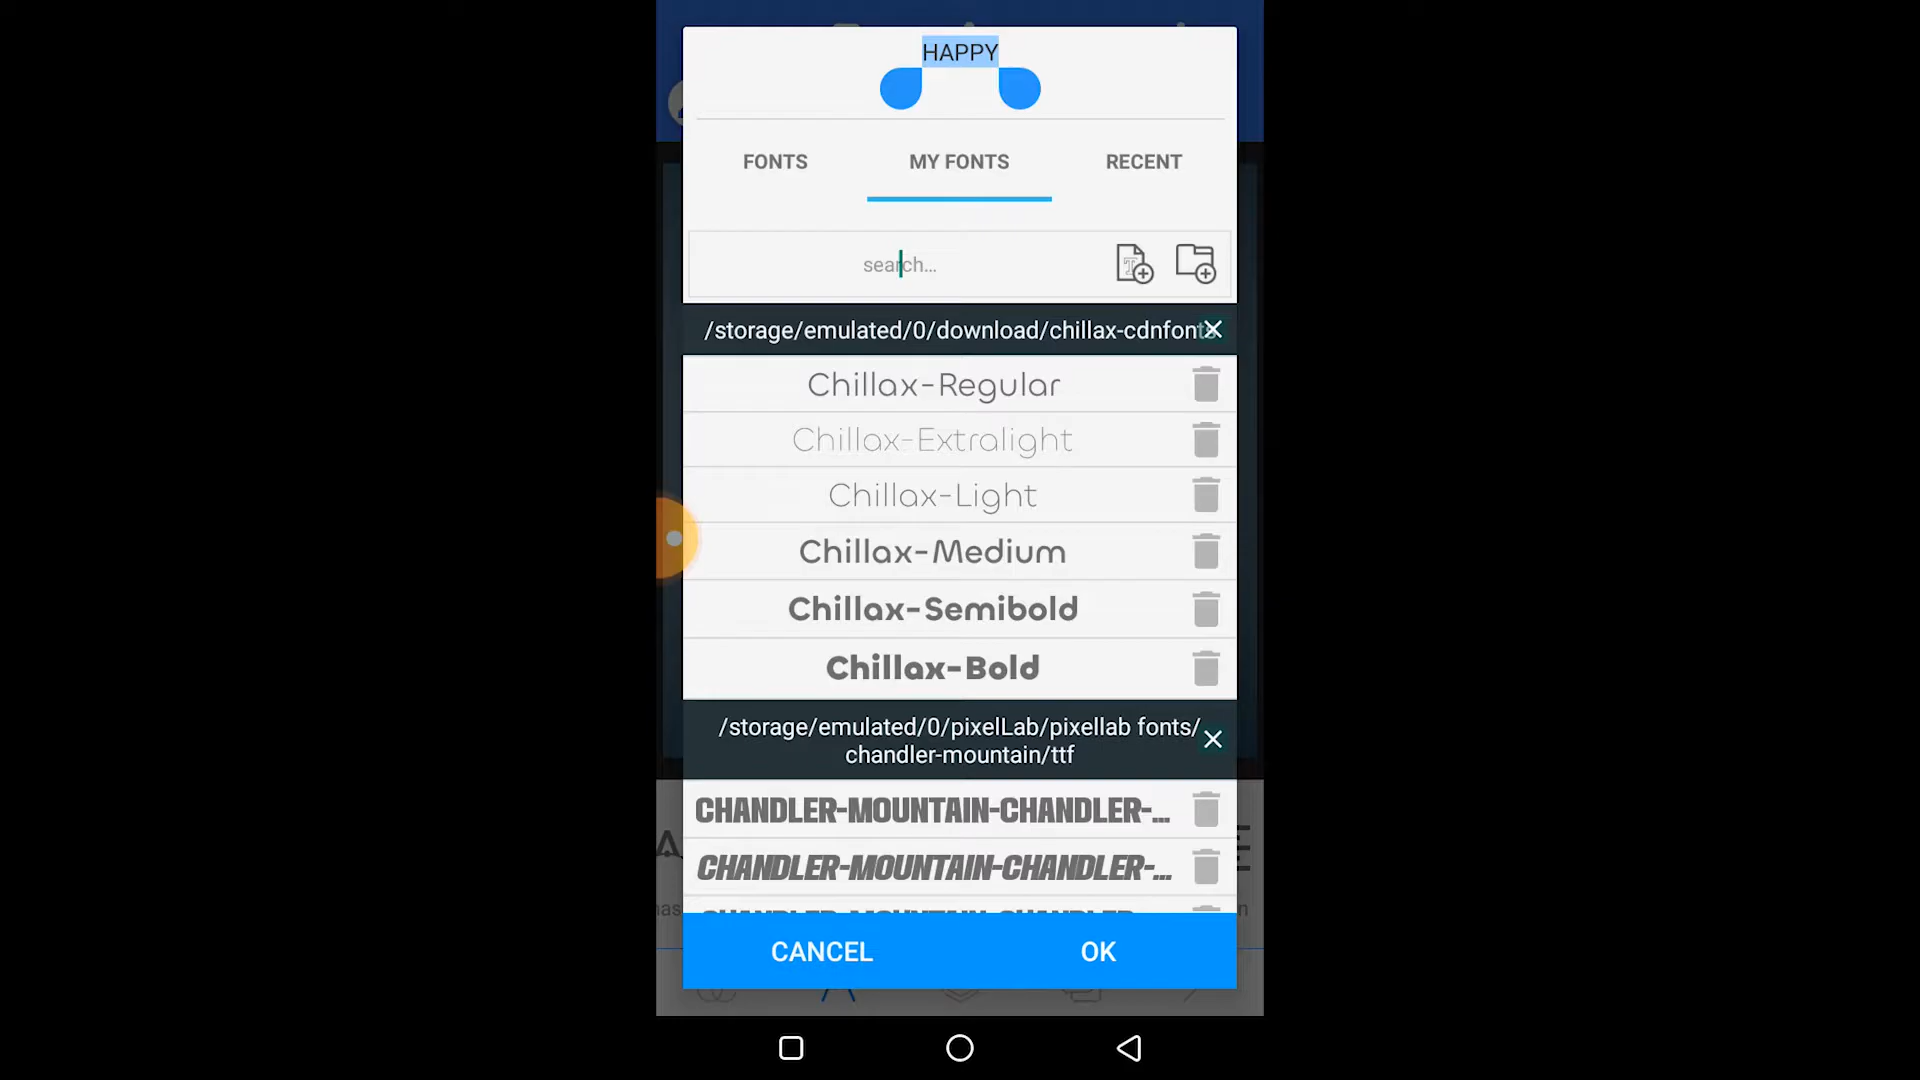 HAPPY
FONTS
MY FONTS
RECENT
search...
/storage/emulated/0/download/chillax-cdnfonts
Chillax-Regular
Chillax-Extralight
Chillax-Light
Chillax-Medium
Chillax-Semibold
Chillax-Bold
/storage/emulated/0/pixelLab/pixellab fonts/
chandler-mountain/ttf
CHANDLER-MOUNTAIN-CHANDLER-...
CHANDLER-MOUNTAIN-CHANDLER-...
CANCEL
OK